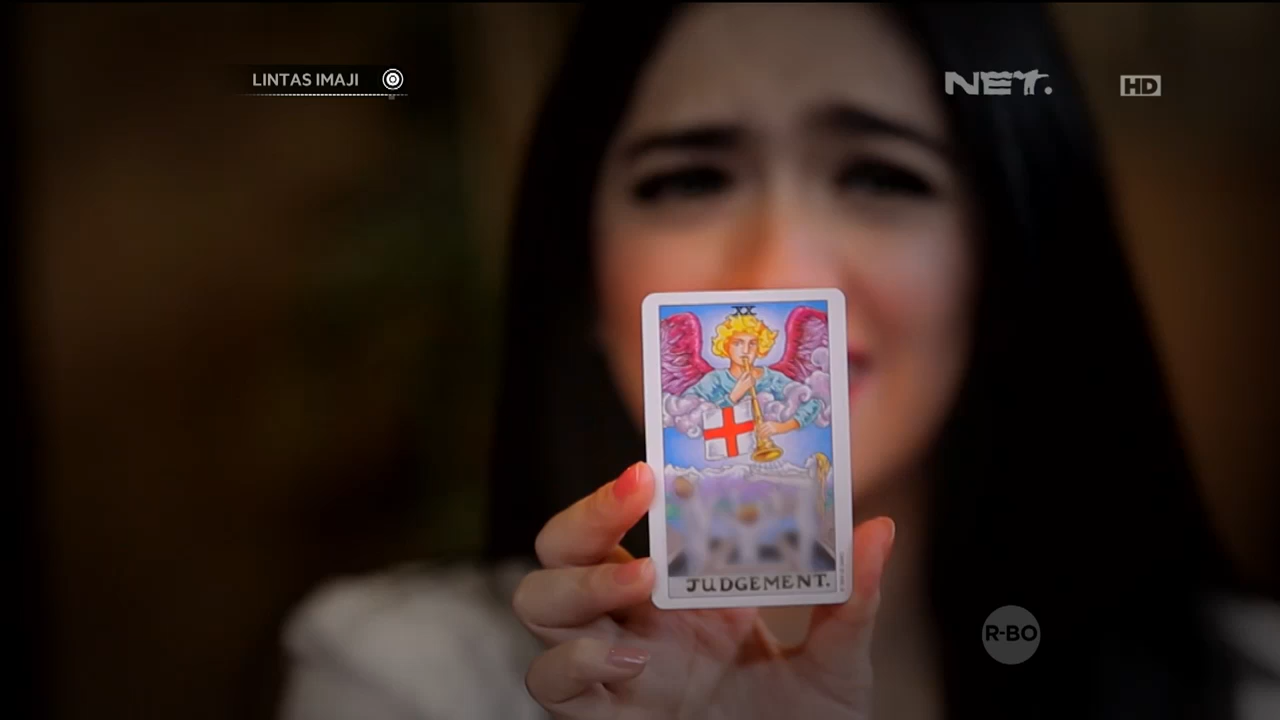 LINTAS IMAJI
NET.
HD
XX
JUDGEMENT.
R-BO